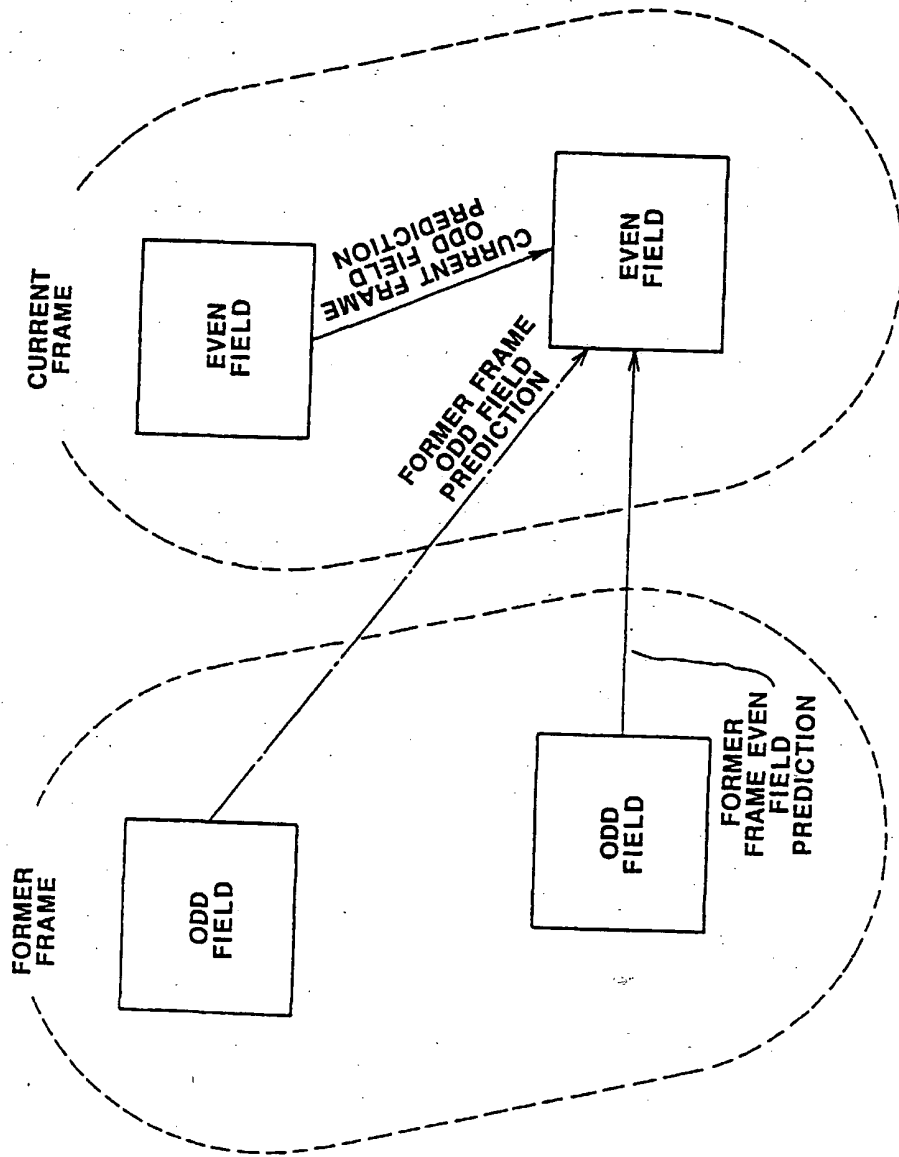 FORMER
FRAME
ODD
FIELD
ODD
FIELD
FORMER
FRAME EVEN
FIELD
PREDICTION
CURRENT
FRAME
EVEN
FIELD
CURRENT FRAME
ODD FIELD
PREDICTION
FORMER FRAME
ODD FIELD
PREDICTION
EVEN
FIELD